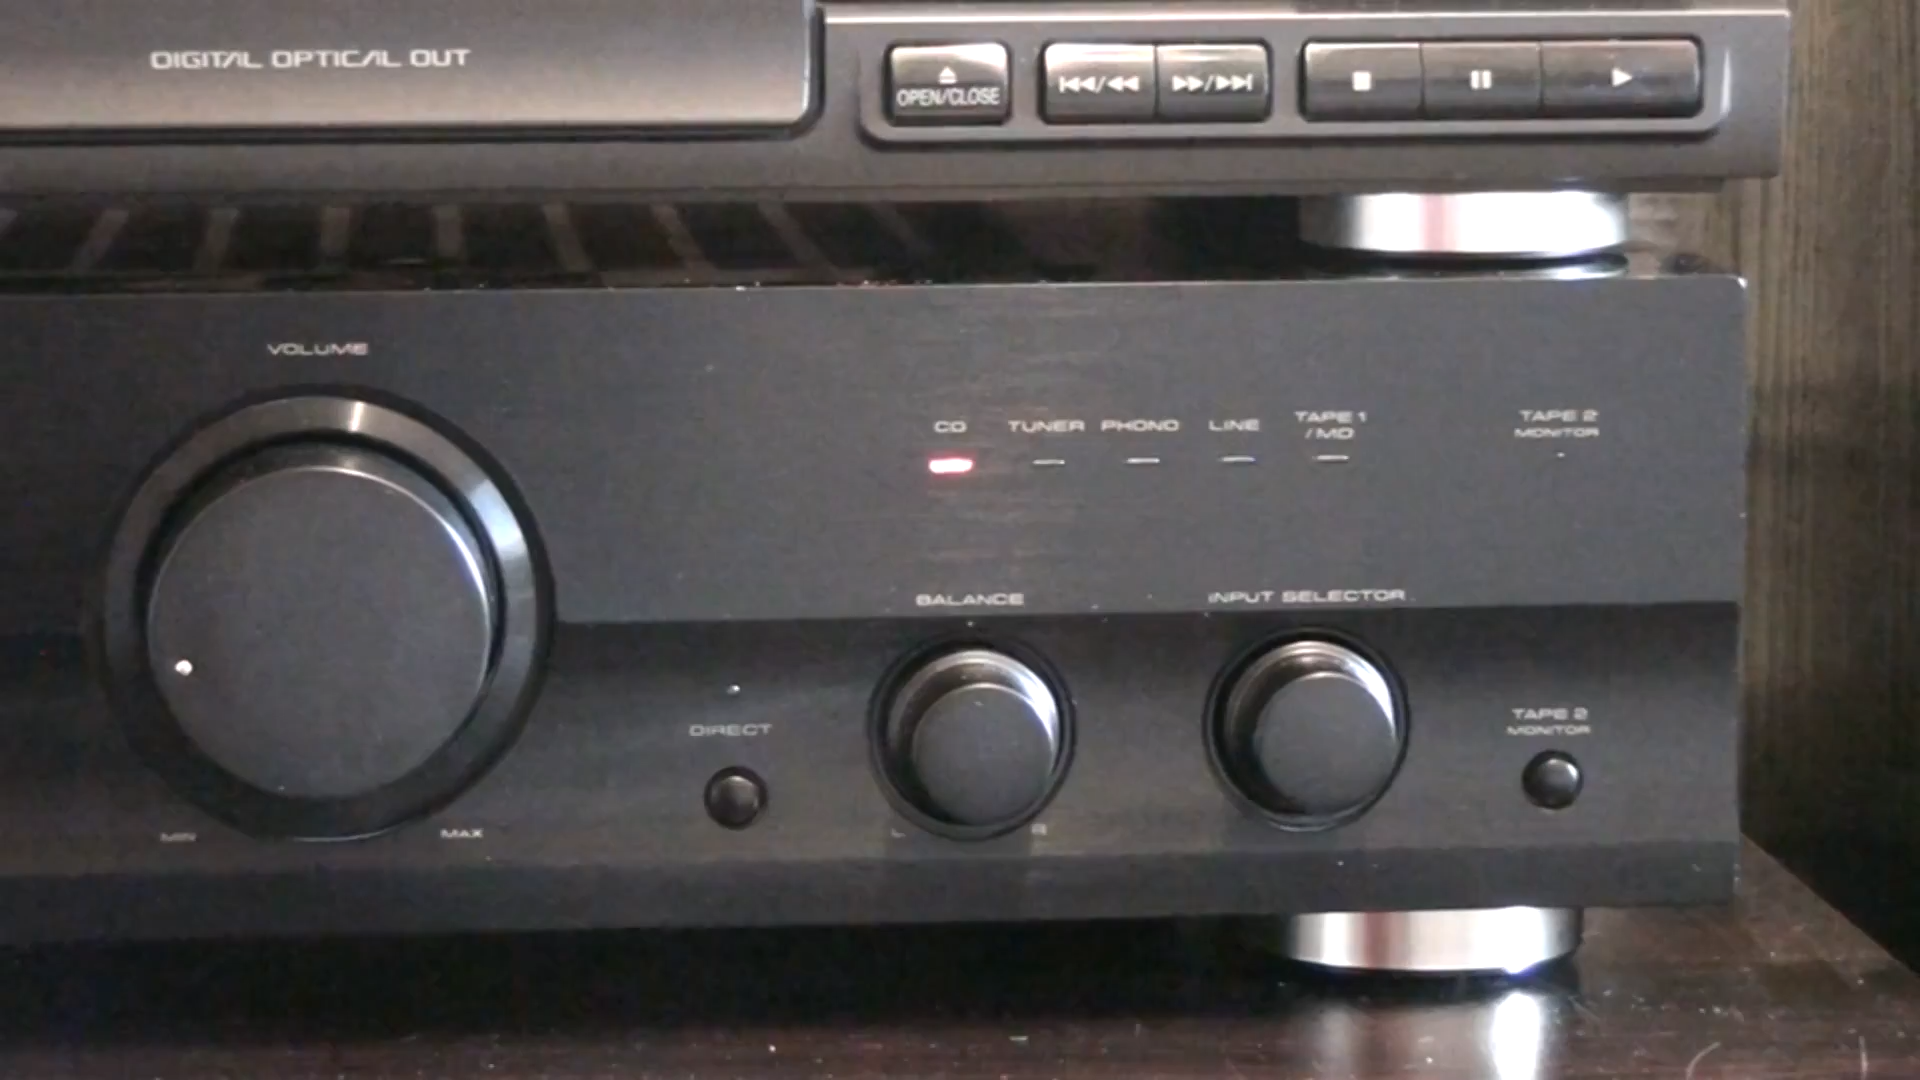 DIGITAL OPTICAL OUT
OPEN/CLOSE
VOLUME
CD TUNER PHONO LINE TAPE 1 /MD
TAPE 2 MONITOR
BALANCE
INPUT SELECTOR
DIRECT
TAPE 2 MONITOR
MIN
MAX
L
R